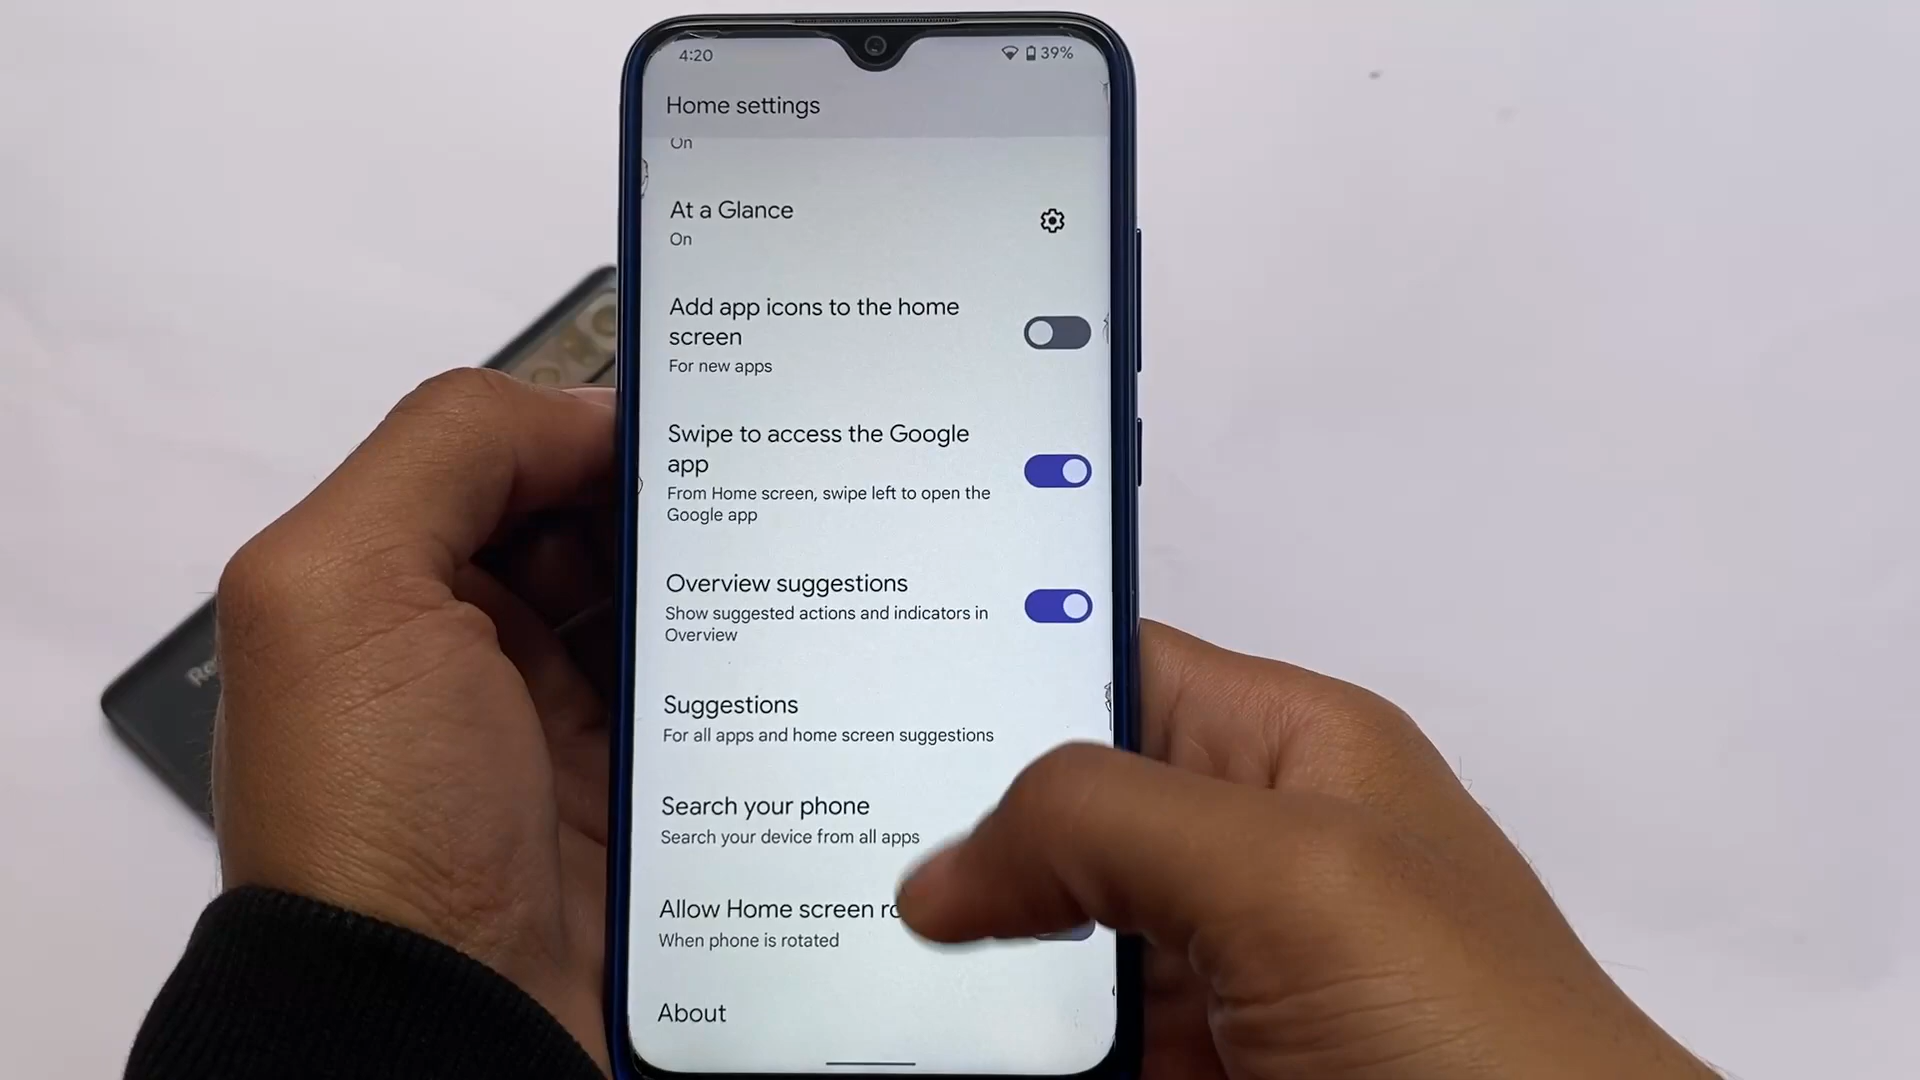 4:20
39%
Home settings
On
At a Glance
On
Add app icons to the home
screen
For new apps
Swipe to access the Google
app
From Home screen, swipe left to open the
Google app
Overview suggestions
Show suggested actions and indicators in
Overview
Suggestions
For all apps and home screen suggestions
Search your phone
Search your device from all apps
Allow Home screen
When phone is rotated
About